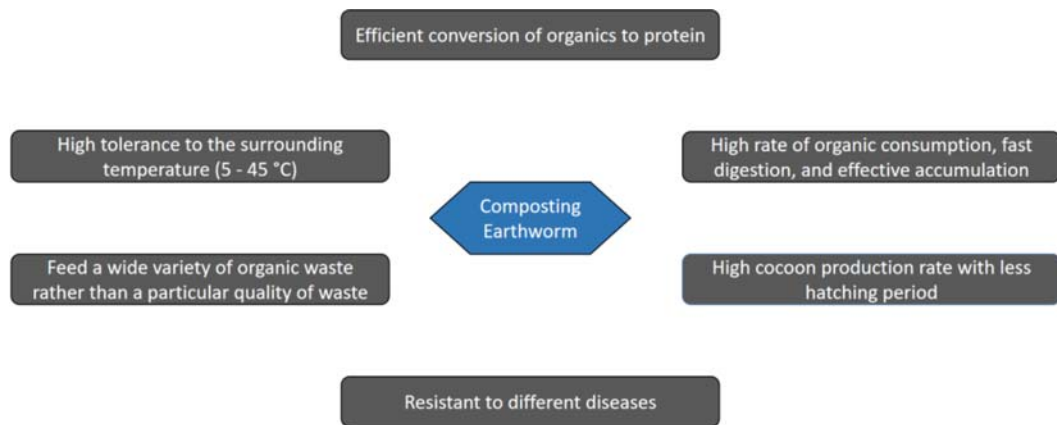 Efficient conversion of organics to protein
High tolerance to the surrounding
temperature (5 - 45 °C)
High rate of organic consumption, fast
digestion, and effective accumulation
Composting
Earthworm
Feed a wide variety of organic waste
rather than a particular quality of waste
High cocoon production rate with less
hatching period
Resistant to different diseases